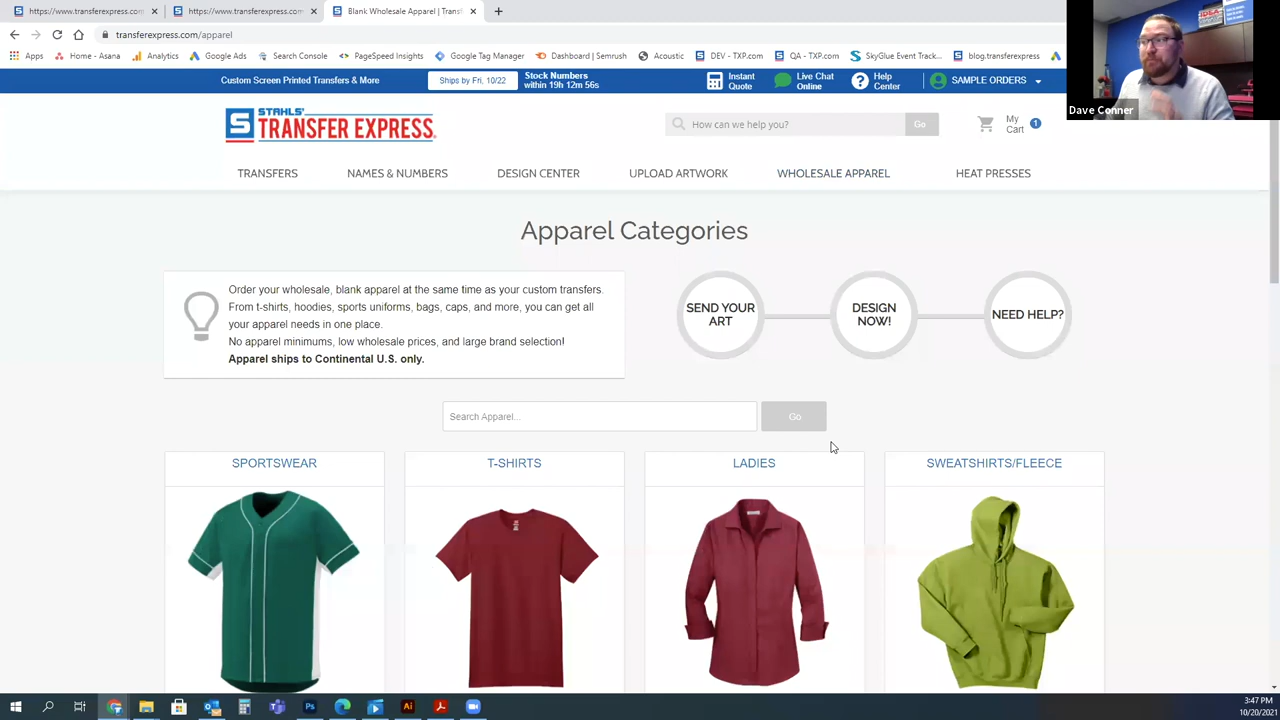 https://www.transferexpress.com/
https://www.transferexpress.com/
Blank Wholesale Apparel | Trans
transferexpress.com/apparel
Apps
Home - Asana
Analytics
Google Ads
Search Console
PageSpeed Insights
Google Tag Manager
Dashboard | Semrush
Acoustic
DEV - TXP.com
QA - TXP.com
SkyGlue Event Track...
blog.transferexpress
Custom Screen Printed Transfers & More
Ships by Fri, 10/22
Stock Numbers
within 19h 12m 56s
Instant
Quote
Live Chat
Online
Help
Center
SAMPLE ORDERS
Dave Conner
S STAHLS'
TRANSFER EXPRESS
How can we help you?
Go
My
Cart
1
TRANSFERS
NAMES & NUMBERS
DESIGN CENTER
UPLOAD ARTWORK
WHOLESALE APPAREL
HEAT PRESSES
Apparel Categories
Order your wholesale, blank apparel at the same time as your custom transfers.
From t-shirts, hoodies, sports uniforms, bags, caps, and more, you can get all
your apparel needs in one place.
No apparel minimums, low wholesale prices, and large brand selection!
Apparel ships to Continental U.S. only.
SEND YOUR
ART
DESIGN
NOW!
NEED HELP?
Search Apparel...
Go
SPORTSWEAR
T-SHIRTS
LADIES
SWEATSHIRTS/FLEECE
3:47 PM
10/20/2021